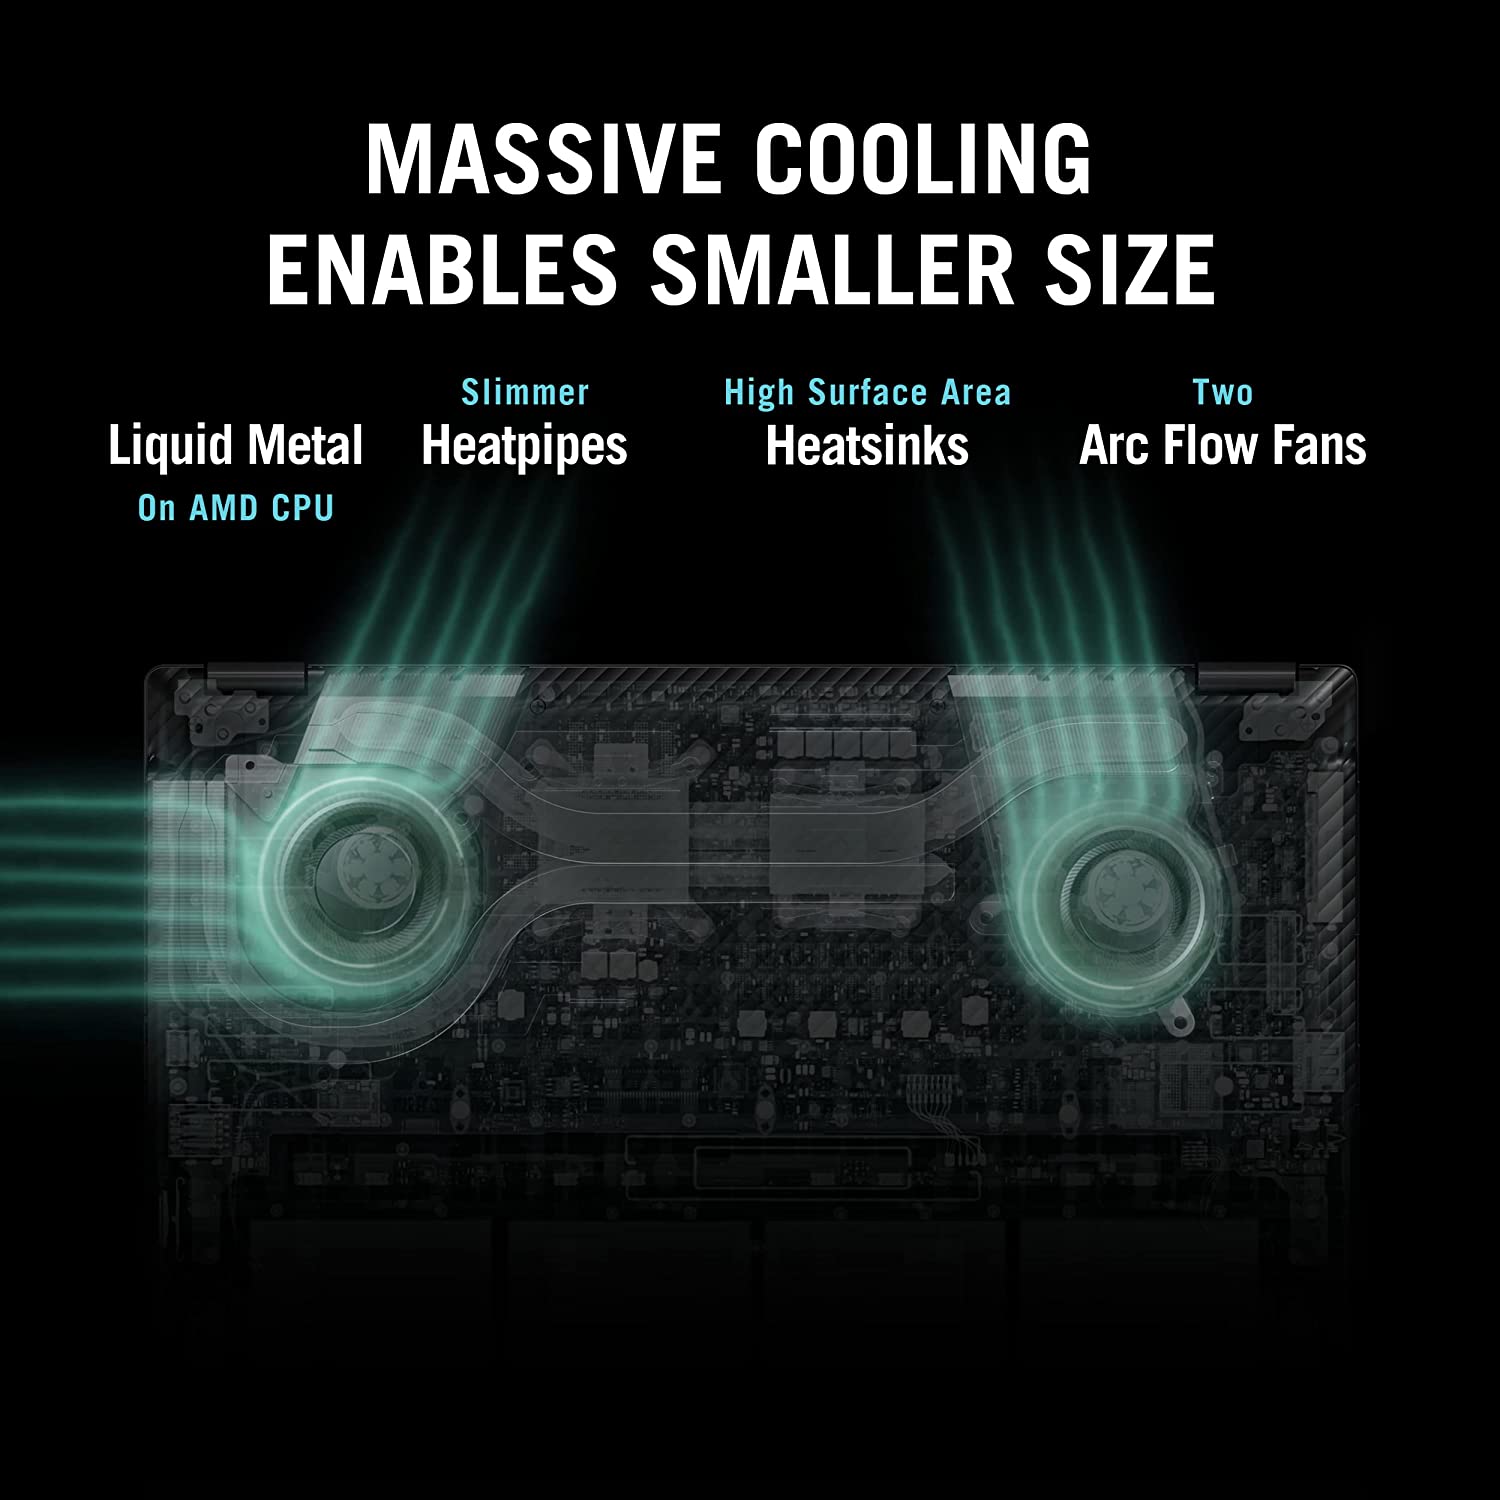 MASSIVE COOLING
ENABLES SMALLER SIZE
Liquid Metal
On AMD CPU
Slimmer
Heatpipes
High Surface Area
Heatsinks
Two
Arc Flow Fans